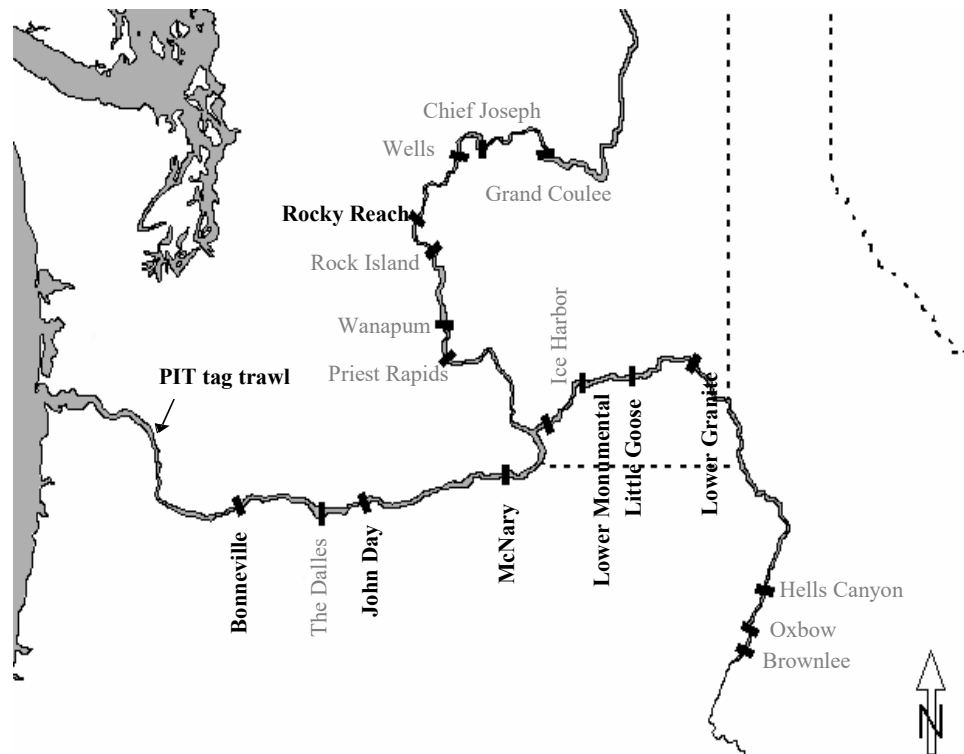 Chief Joseph
Wells
Grand Coulee
Rocky Reach
Rock Island
Wanapum
Priest Rapids
Ice Harbor
PIT tag trawl
Bonneville
The Dalles
John Day
McNary
Lower Monumental
Little Goose
Lower Granite
Hells Canyon
Oxbow
Brownlee
N